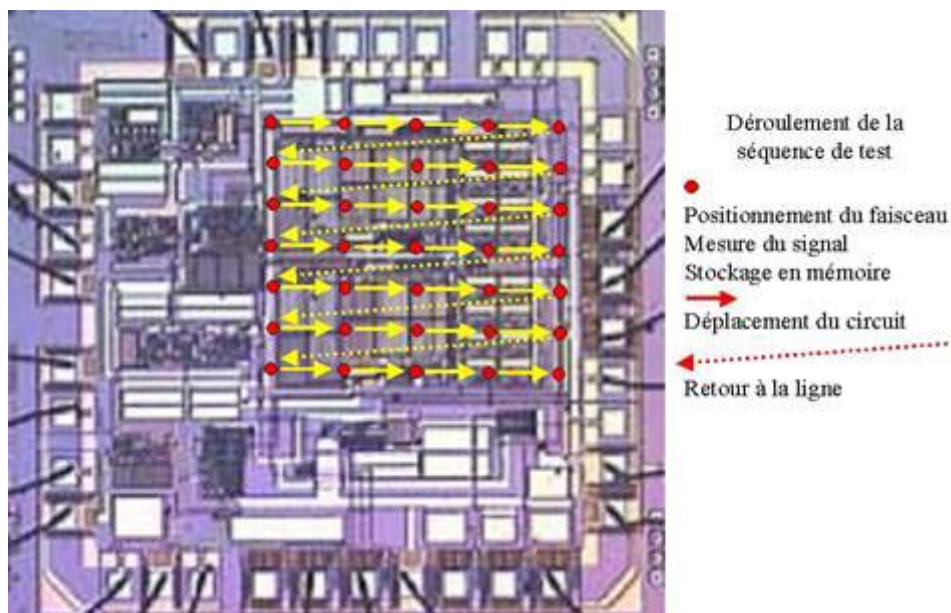 Déroulement de la
séquence de test
Positionnement du faisceau
Mesure du signal
Stockage en mémoire
Déplacement du circuit
Retour à la ligne